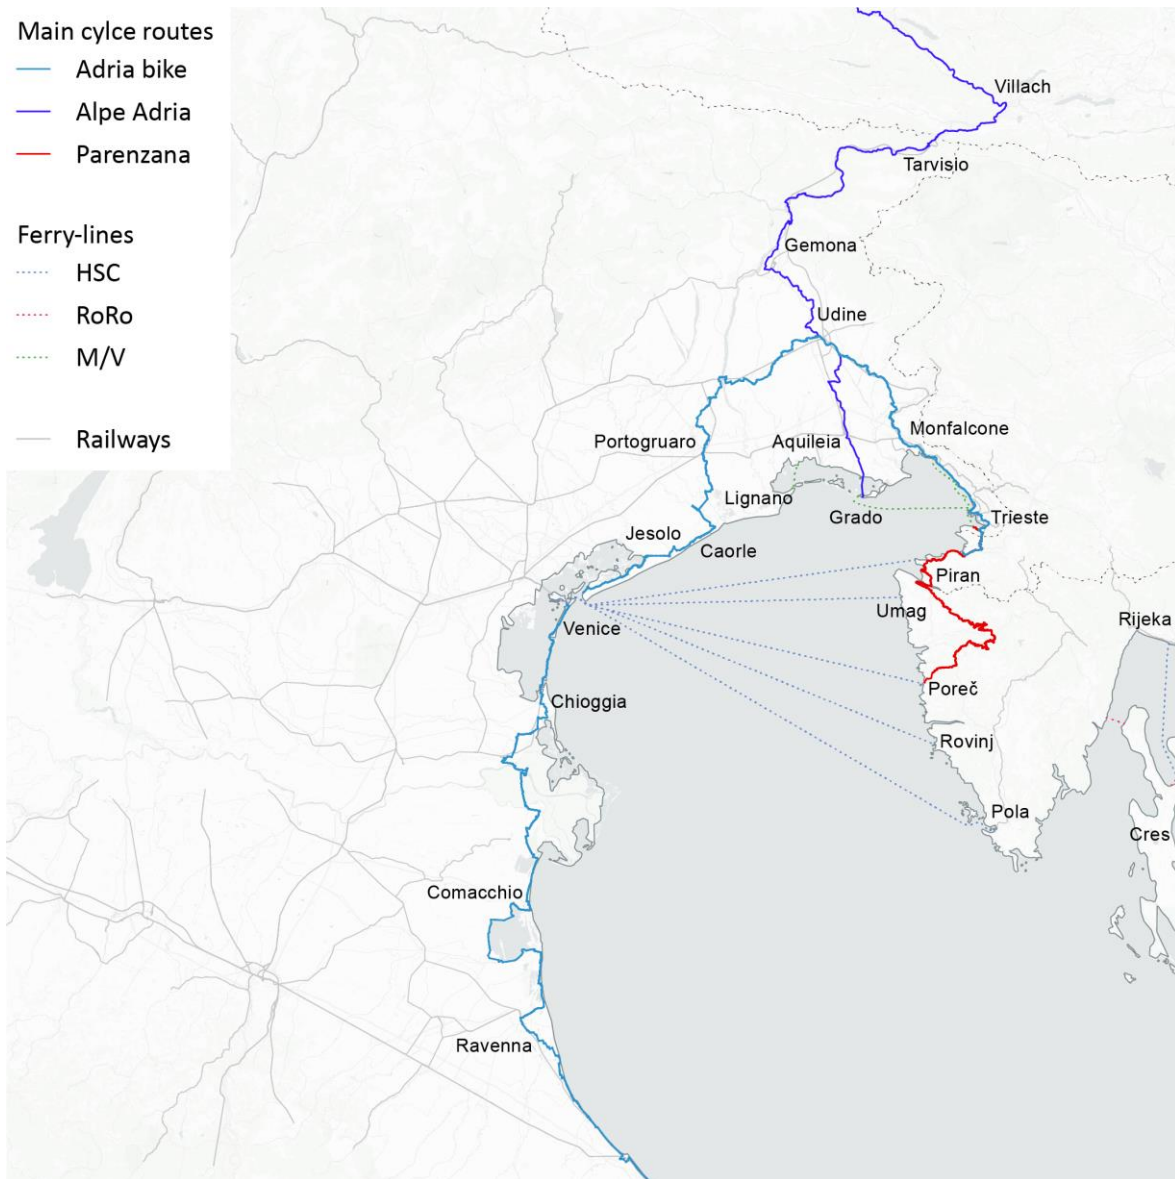 Main cylce routes
Adria bike
Alpe Adria
Parenzana
Ferry-lines
HSC
RoRo
M/V
Railways
Villach
Tarvisio
Gemona
Udine
Portogruaro
Aquileia
Monfalcone
Lignano
Grado
Trieste
Jesolo
Caorle
Piran
Umag
Venice
Rijeka
Poreč
Chioggia
Rovinj
Pola
Cres
Comacchio
Ravenna